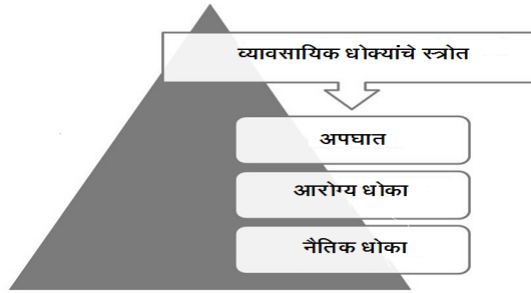 व्यावसायिक धोक्यांचे स्त्रोत
अपघात
आरोग्य धोका
नैतिक धोका